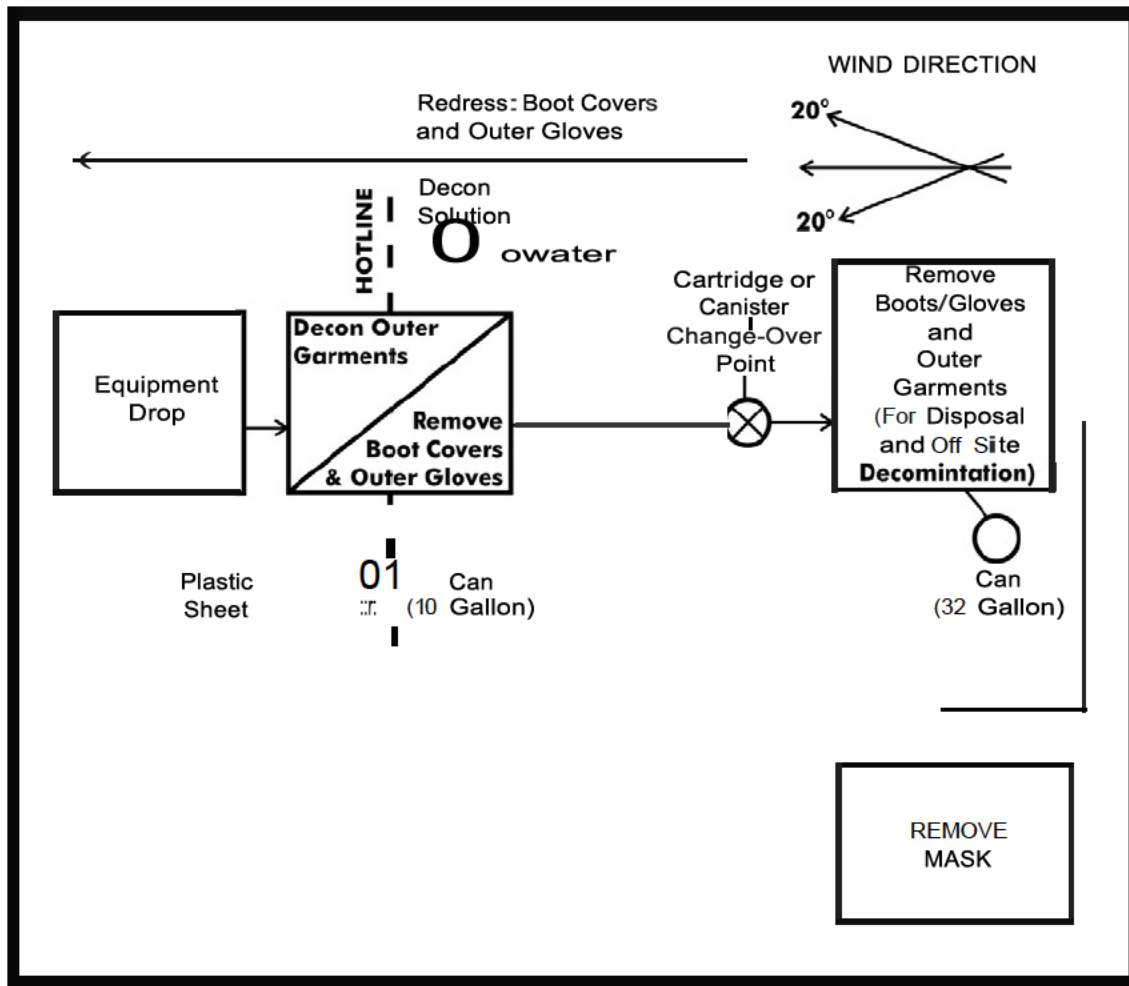 WIND DIRECTION
Redress: Boot Covers
and Outer Gloves
20°
20°
HOTLINE
Decon
Solution
O owater
Equipment
Drop
Decon Outer
Garments
Remove
Boot Covers
& Outer Gloves
Cartridge or
Canister
Change-Over
Point
Remove
Boots/Gloves
and
Outer
Garments
(For Disposal
and Off Site
Decomintation)
Plastic
Sheet
01
Can
(10 Gallon)
Can
(32 Gallon)
REMOVE
MASK